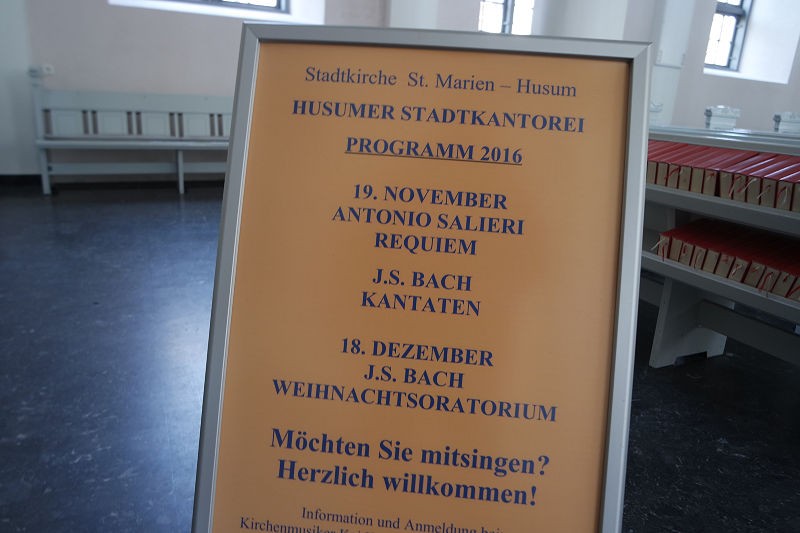 Stadtkirche St. Marien – Husum
HUSUMER STADTKANTOREI
PROGRAMM 2016
19. NOVEMBER
ANTONIO SALIERI
REQUIEM
J.S. BACH
KANTATEN
18. DEZEMBER
J.S. BACH
WEIHNACHTSORATORIUM
Möchten Sie mitsingen?
Herzlich willkommen!
Information und Anmeldung
Kirchenmusiker